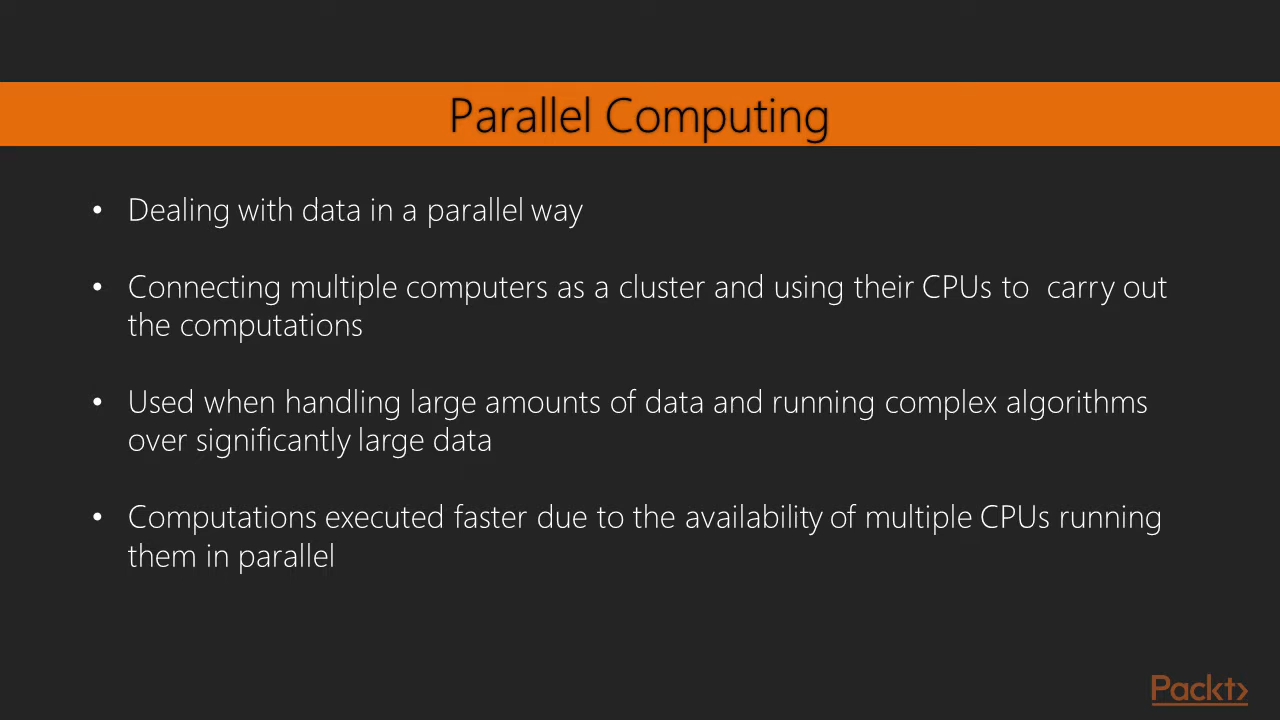 Parallel Computing
• Dealing with data in a parallel way
• Connecting multiple computers as a cluster and using their CPUs to  carry out
the computations
• Used when handling large amounts of data and running complex algorithms
over significantly large data
• Computations executed faster due to the availability of multiple CPUs running
them in parallel
Packt>